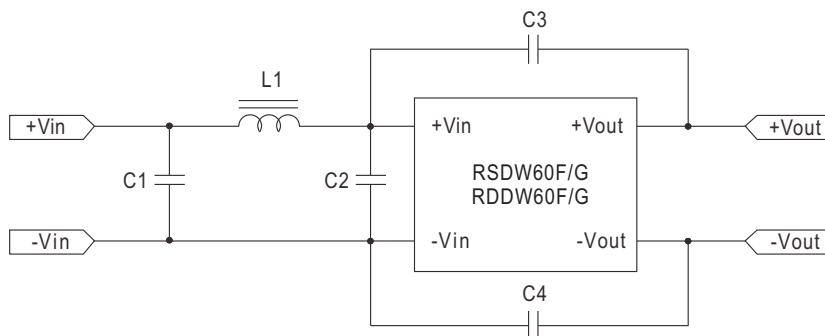 C3
L1
+Vin
+Vin
+Vout
+Vout
C1
C2
RSDW60F/G
RDDW60F/G
-Vin
-Vin
-Vout
-Vout
C4